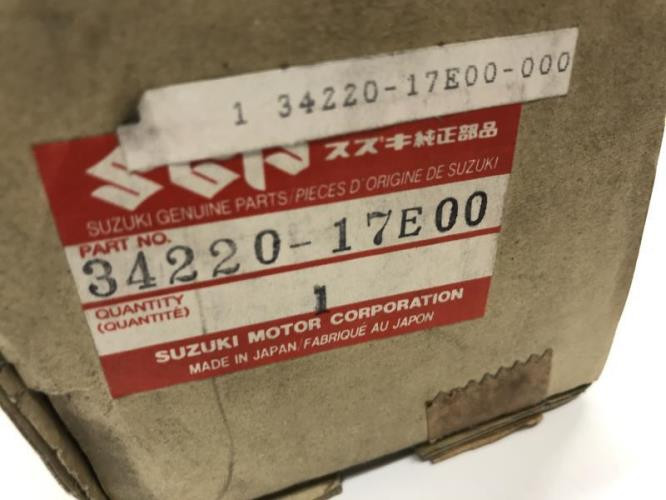 1 34220-17E00-000
スズキ純正部品
SUZUKI GENUINE PARTS/PIECES D'ORIGINE DE SUZUKI
PART NO.
34220-17E00
QUANTITY
(QUANTITÉ)
1
SUZUKI MOTOR CORPORATION
MADE IN JAPAN/FABRIQUÉ AU JAPON